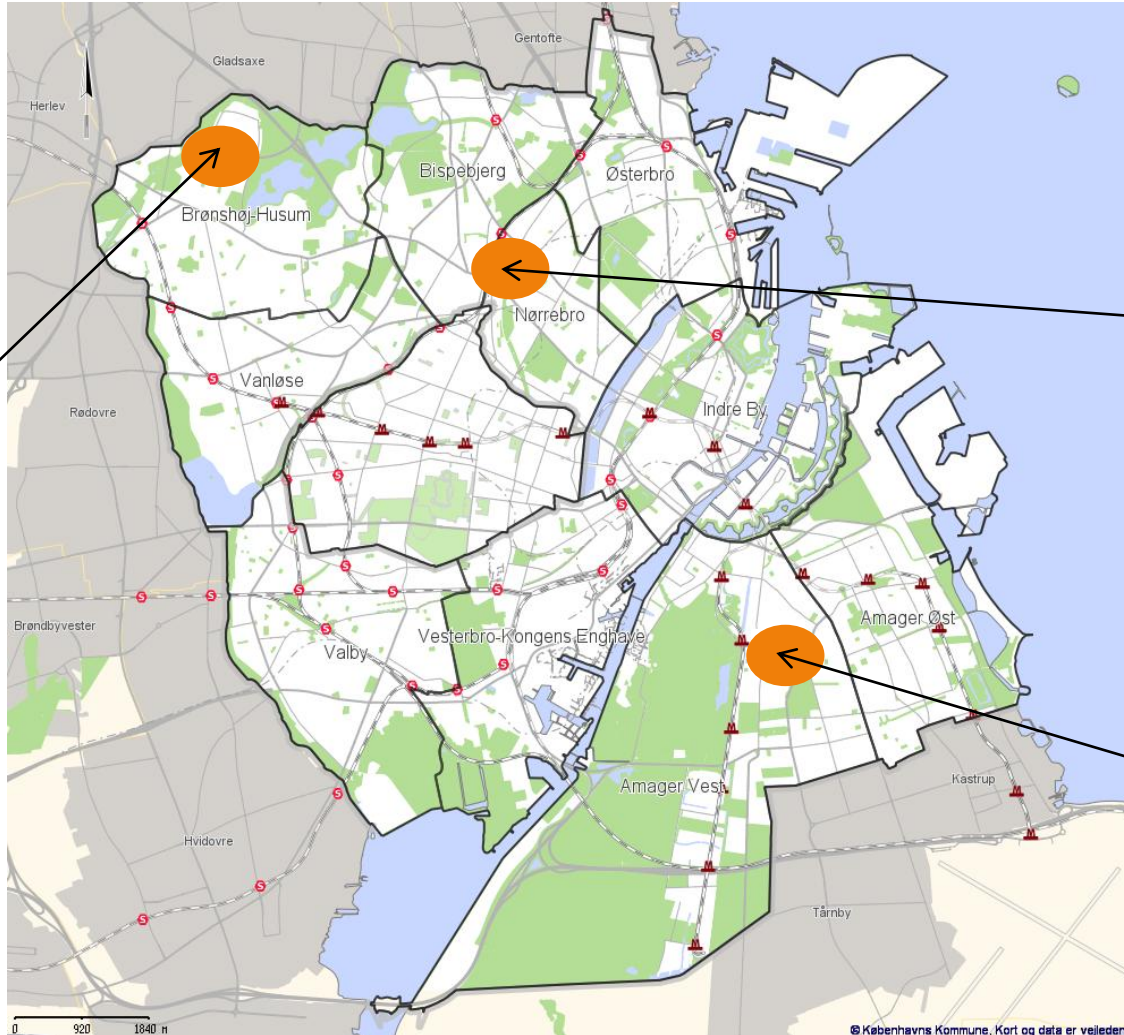 Gentofte
Gladsaxe
Herlev
Bispebjerg
Østerbro
Brønshøj-Husum
Nørrebro
Vanløse
Rødovre
Indre By
Brøndbyvester
Amager Øst
Vesterbro-Kongens Enghave
Valby
Kastrup
Amager Vest
Hvidovre
Tårnby
0 920 1840 M
© Københavns Kommune, Kort og data er vejleden